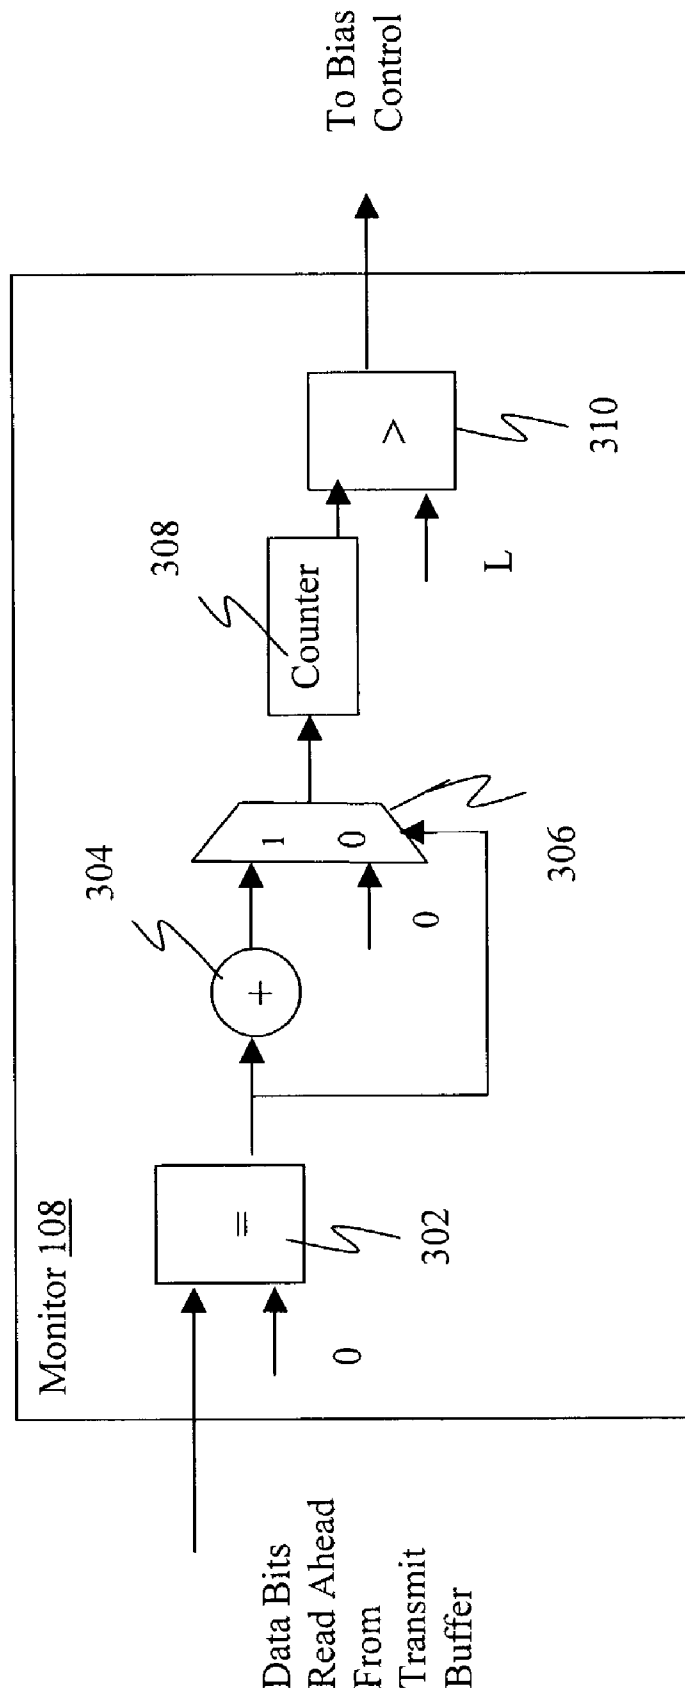 Monitor 108
Data Bits
Read Ahead
From
Transmit
Buffer
0
=
302
+
304
1
0
0
306
Counter
308
>
L
310
To Bias
Control